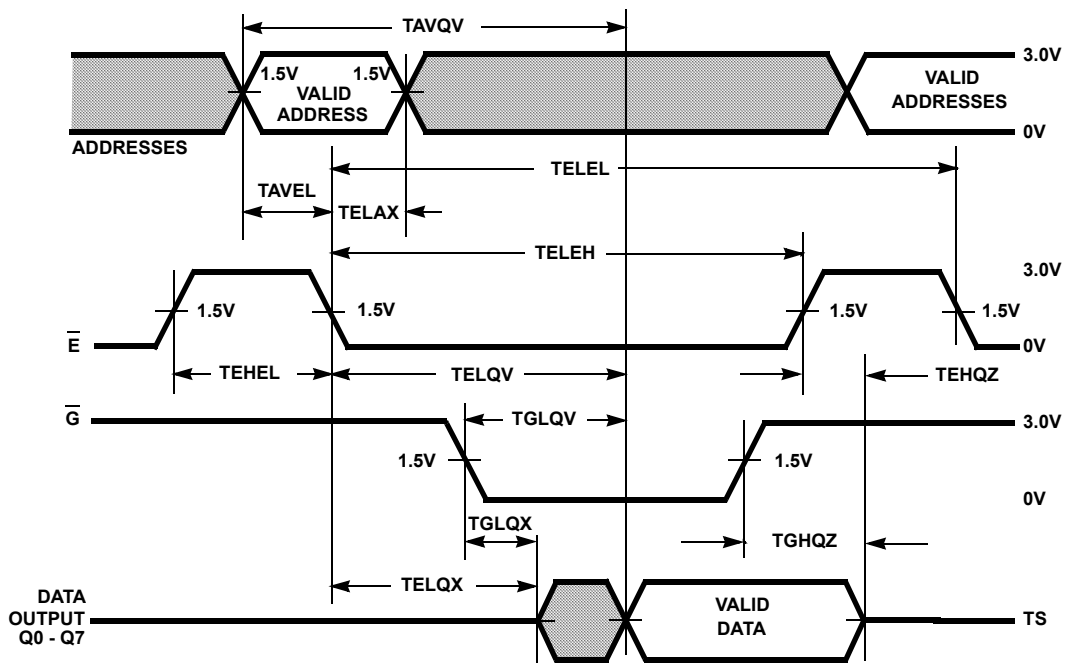 TAVQV
3.0V
1.5V 1.5V
VALID
ADDRESS
VALID
ADDRESSES
0V
ADDRESSES
TELEL
TAVEL
TELAX
TELEH
3.0V
1.5V 1.5V 1.5V 1.5V
E
0V
TEHEL TELQV TEHQZ
G
TGLQV
3.0V
1.5V 1.5V
0V
TGLQX
TGHQZ
TELQX
DATA
OUTPUT
Q0 - Q7
VALID
DATA
TS